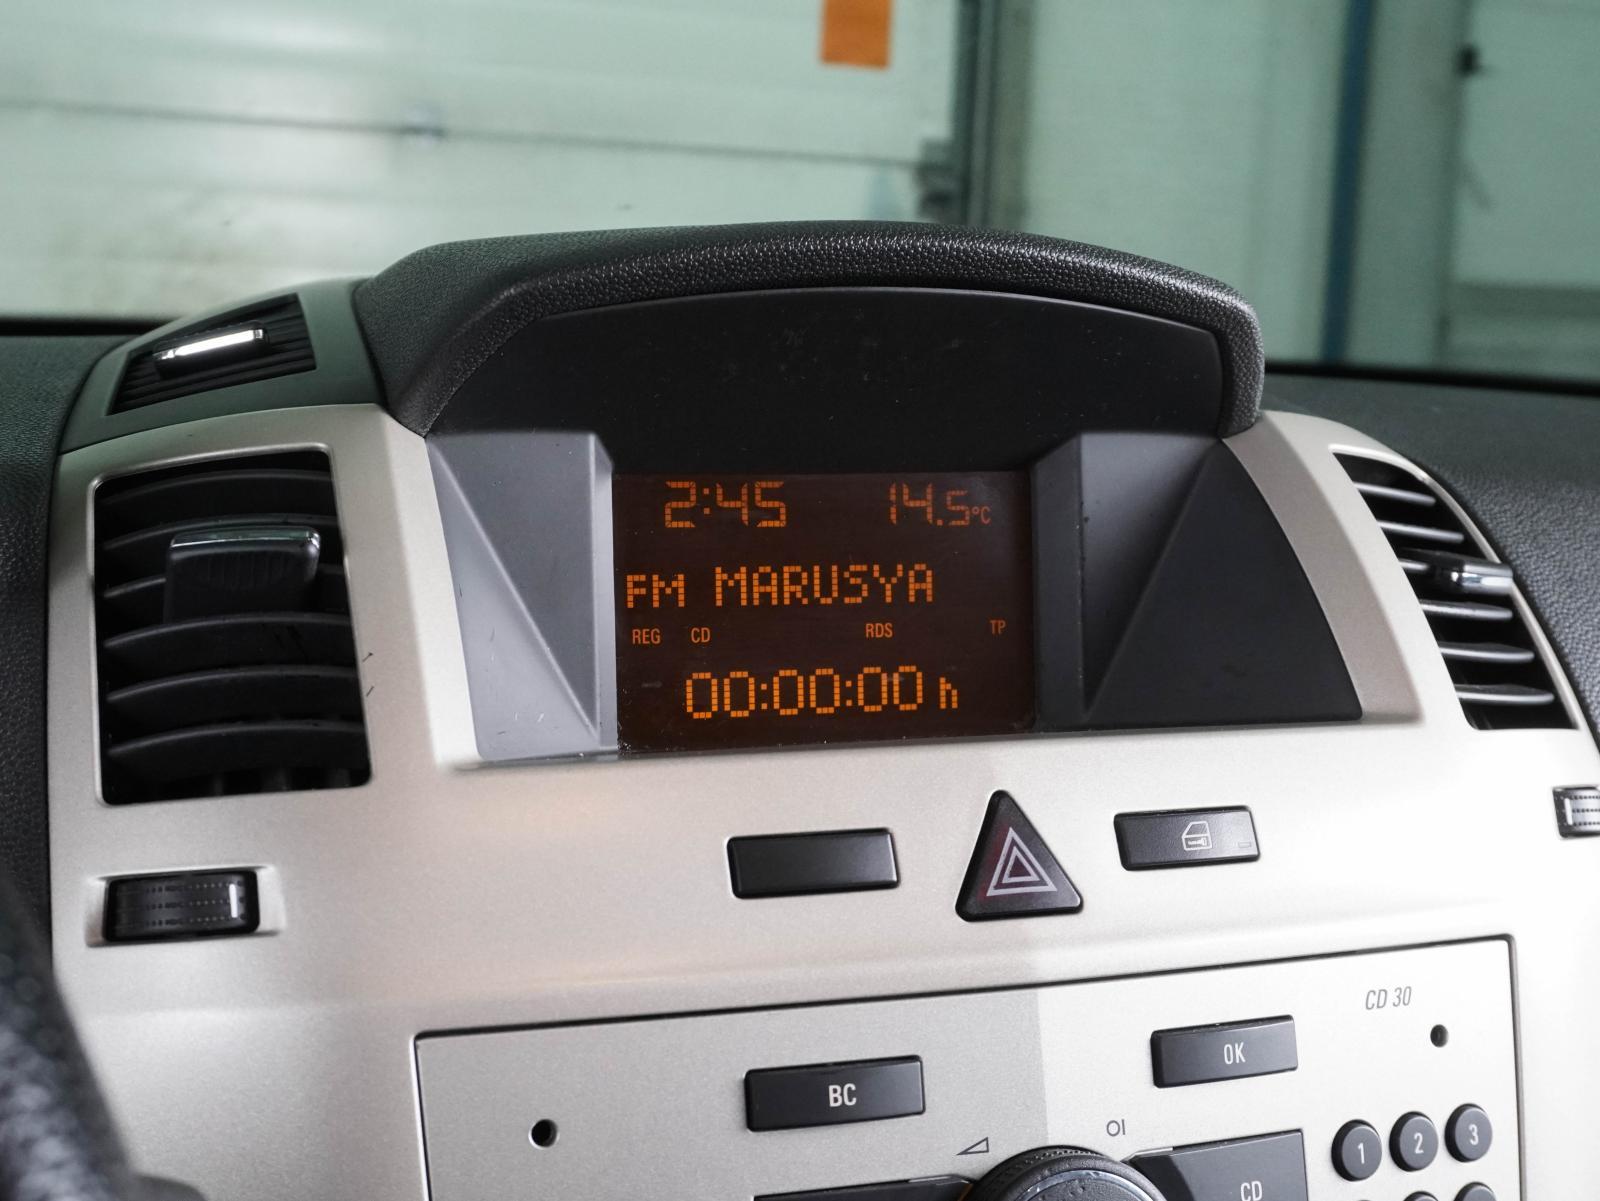 2:45 14.5°C
FM MARUSYA
REG CD RDS TP
00:00:00 h
CD 30
OK
BC
1 2 3
CD